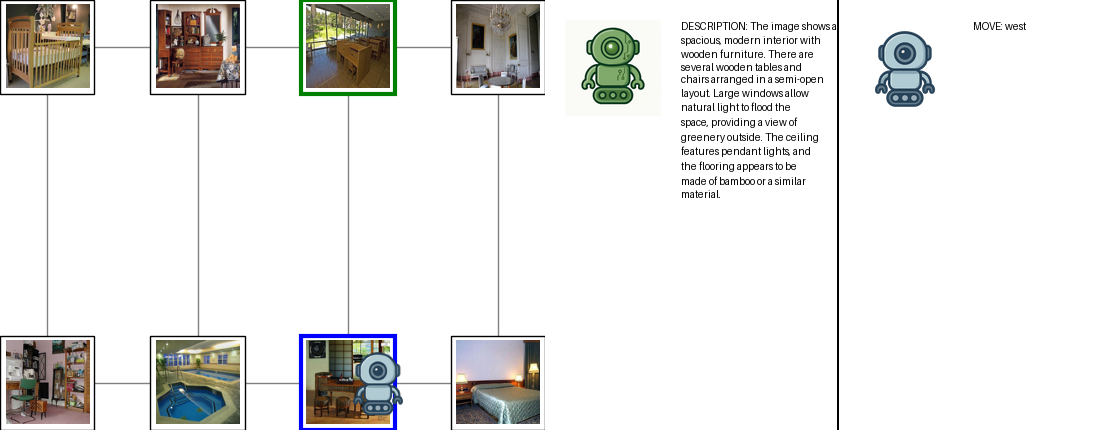 DESCRIPTION: The image shows a
spacious, modern interior with
wooden furniture. There are
several wooden tables and
chairs arranged in a semi-open
layout. Large windows allow
natural light to flood the
space, providing a view of
greenery outside. The ceiling
features pendant lights, and
the flooring appears to be
made of bamboo or a similar
material.
MOVE: west